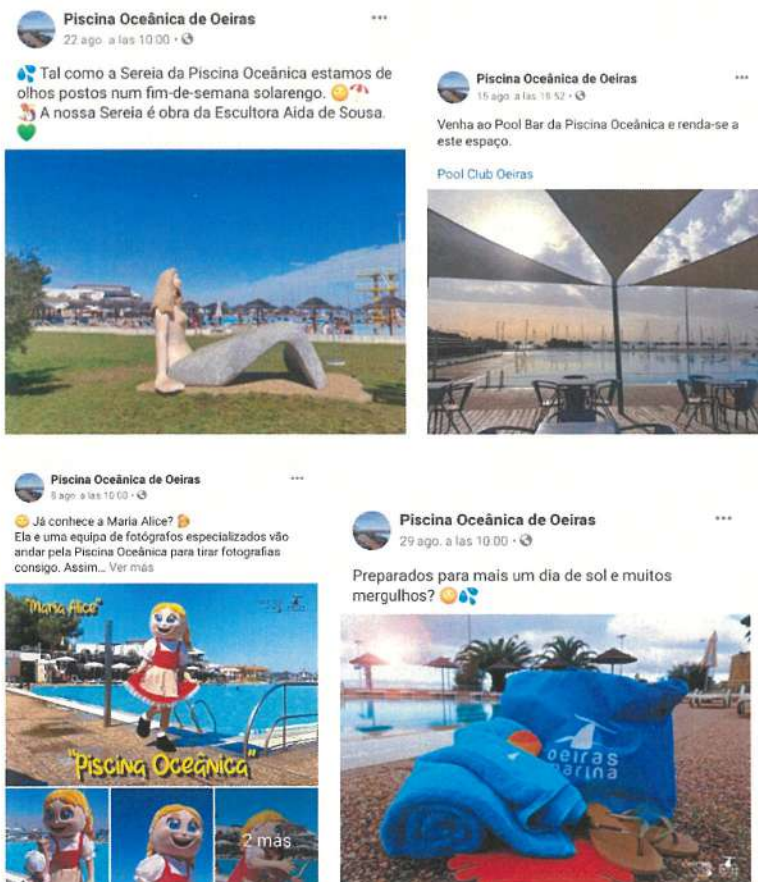 Piscina Oceânica de Oeiras
22 ago. a las 10:00
Tal como a Sereia da Piscina Oceânica estamos de
olhos postos num fim-de-semana solarengo.
A nossa Sereia é obra da Escultora Aida de Sousa.
Piscina Oceânica de Oeiras
Venha ao Pool Bar da Piscina Oceânica e renda-se a
este espaço.
Pool Club Oeiras
Piscina Oceânica de Oeiras
8 ago. a las 10:00
Já conhece a Maria Alice?
Ela e uma equipa de fotógrafos especializados vão
andar pela Piscina Oceânica para tirar fotografias
consigo. Assim... Ver más
"Maria Alice"
"Piscina Oceânica"
2 más
Piscina Oceânica de Oeiras
29 ago. a las 10:00
Preparados para mais um dia de sol e muitos
mergulhos?
oeiras
marina